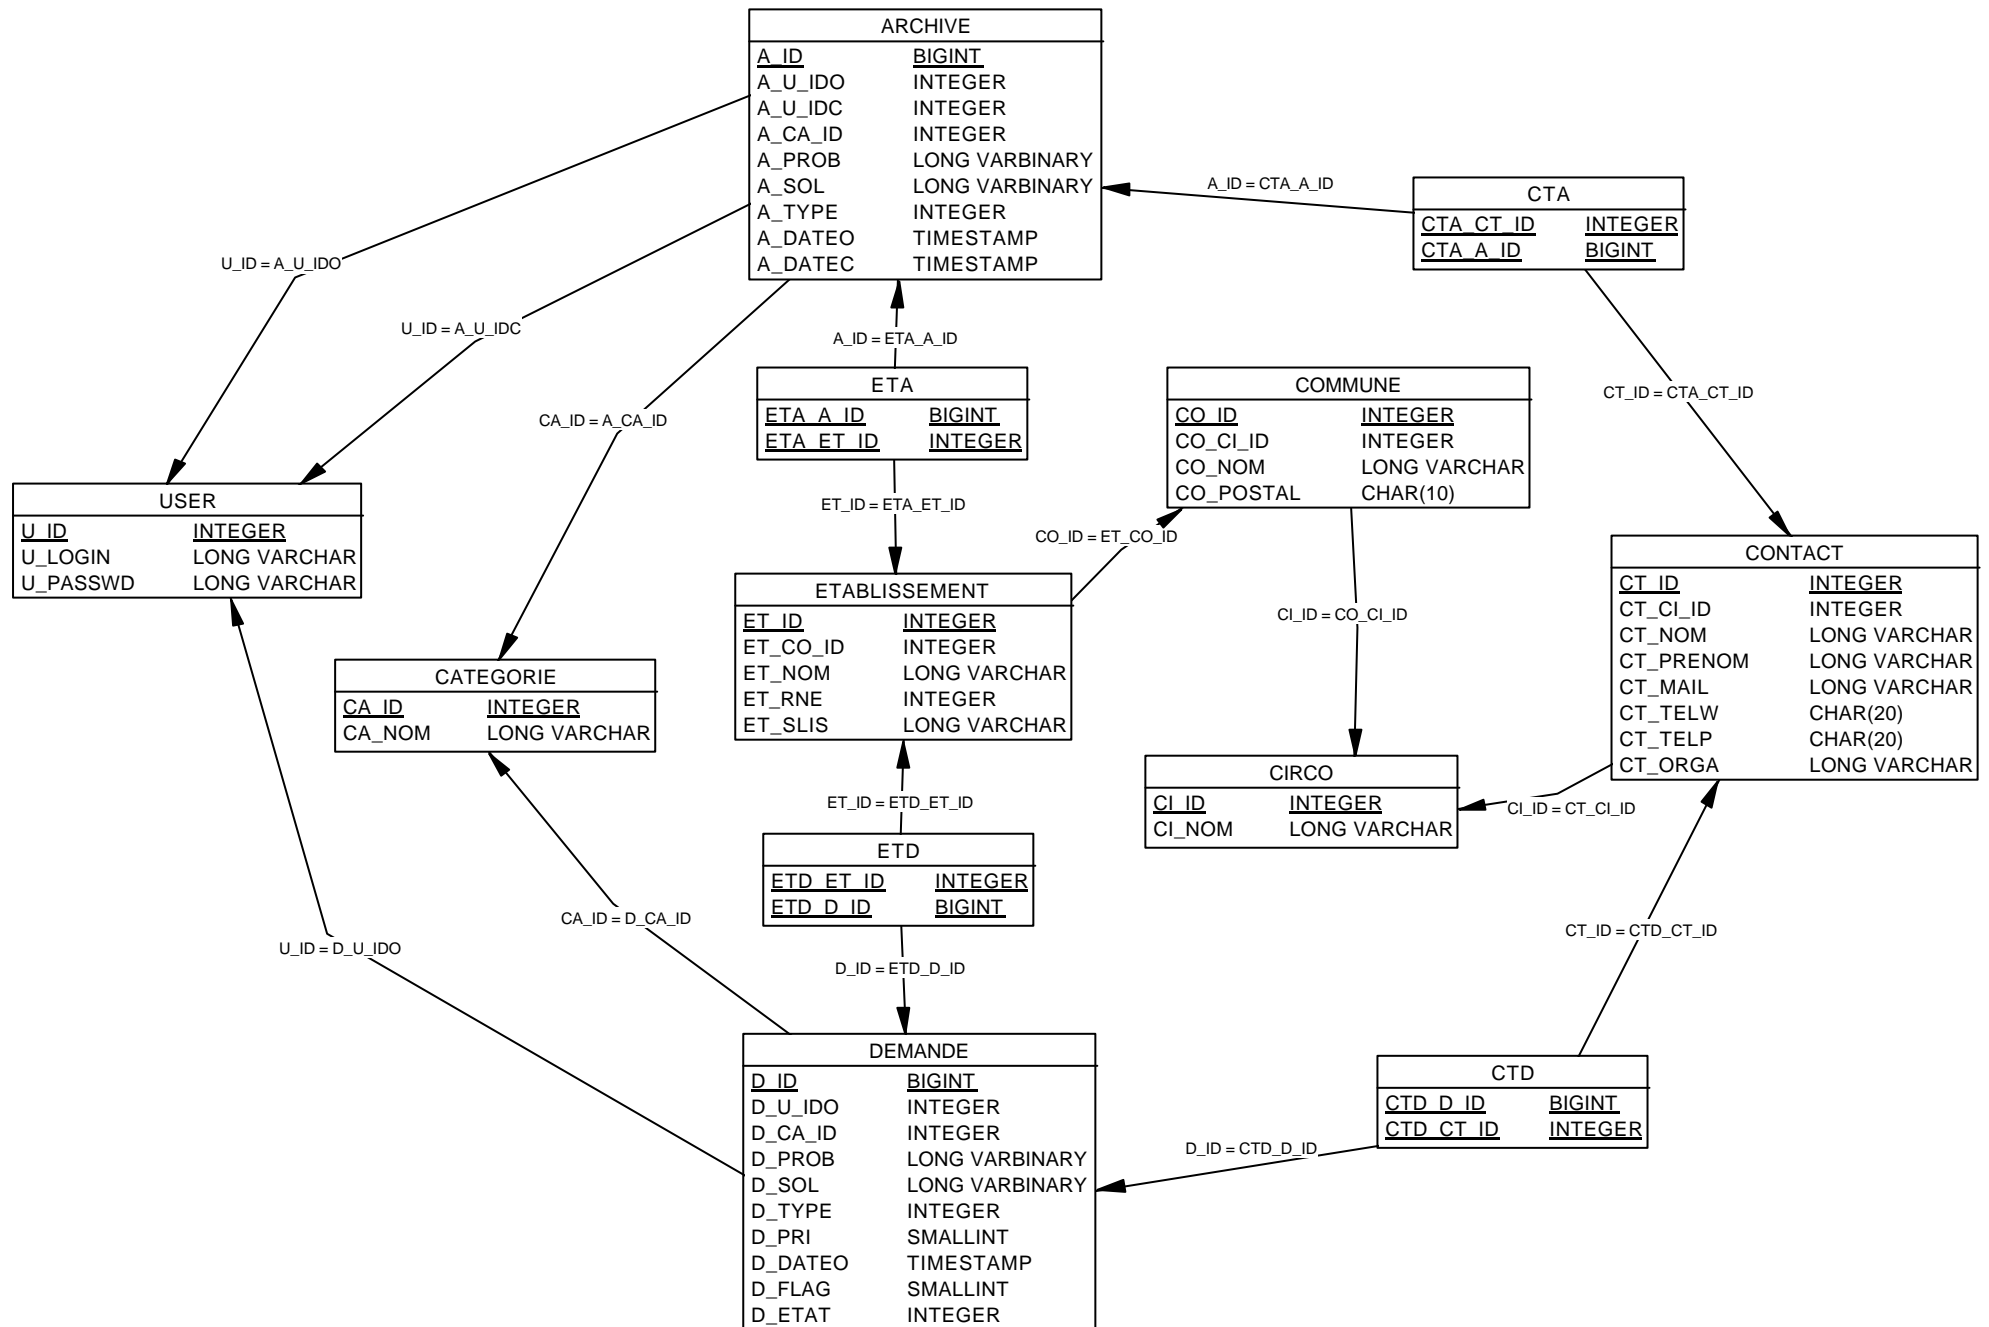 ARCHIVE
A_ID BIGINT
A_U_IDO INTEGER
A_U_IDC INTEGER
A_CA_ID INTEGER
A_PROB LONG VARBINARY
A_SOL LONG VARBINARY
A_TYPE INTEGER
A_DATEO TIMESTAMP
A_DATEC TIMESTAMP
A_ID = CTA_A_ID
CTA
CTA_CT_ID INTEGER
CTA_A_ID BIGINT
U_ID = A_U_IDO
U_ID = A_U_IDC
A_ID = ETA_A_ID
CA_ID = A_CA_ID
CT_ID = CTA_CT_ID
ETA
ETA_A_ID BIGINT
ETA_ET_ID INTEGER
COMMUNE
CO_ID INTEGER
CO_CI_ID INTEGER
CO_NOM LONG VARCHAR
CO_POSTAL CHAR(10)
USER
U_ID INTEGER
U_LOGIN LONG VARCHAR
U_PASSWD LONG VARCHAR
ET_ID = ETA_ET_ID
CO_ID = ET_CO_ID
CONTACT
CT_ID INTEGER
CT_CI_ID INTEGER
CT_NOM LONG VARCHAR
CT_PRENOM LONG VARCHAR
CT_MAIL LONG VARCHAR
CT_TELW CHAR(20)
CT_TELP CHAR(20)
CT_ORGA LONG VARCHAR
ETABLISSEMENT
ET_ID INTEGER
ET_CO_ID INTEGER
ET_NOM LONG VARCHAR
ET_RNE INTEGER
ET_SLIS LONG VARCHAR
CI_ID = CO_CI_ID
CATEGORIE
CA_ID INTEGER
CA_NOM LONG VARCHAR
CIRCO
CI_ID INTEGER
CI_NOM LONG VARCHAR
CI_ID = CT_CI_ID
ET_ID = ETD_ET_ID
ETD
ETD_ET_ID INTEGER
ETD_D_ID BIGINT
CA_ID = D_CA_ID
U_ID = D_U_IDO
CT_ID = CTD_CT_ID
D_ID = ETD_D_ID
DEMANDE
D_ID BIGINT
D_U_IDO INTEGER
D_CA_ID INTEGER
D_PROB LONG VARBINARY
D_SOL LONG VARBINARY
D_TYPE INTEGER
D_PRI SMALLINT
D_DATEO TIMESTAMP
D_FLAG SMALLINT
D_ETAT INTEGER
CTD
CTD_D_ID BIGINT
CTD_CT_ID INTEGER
D_ID = CTD_D_ID